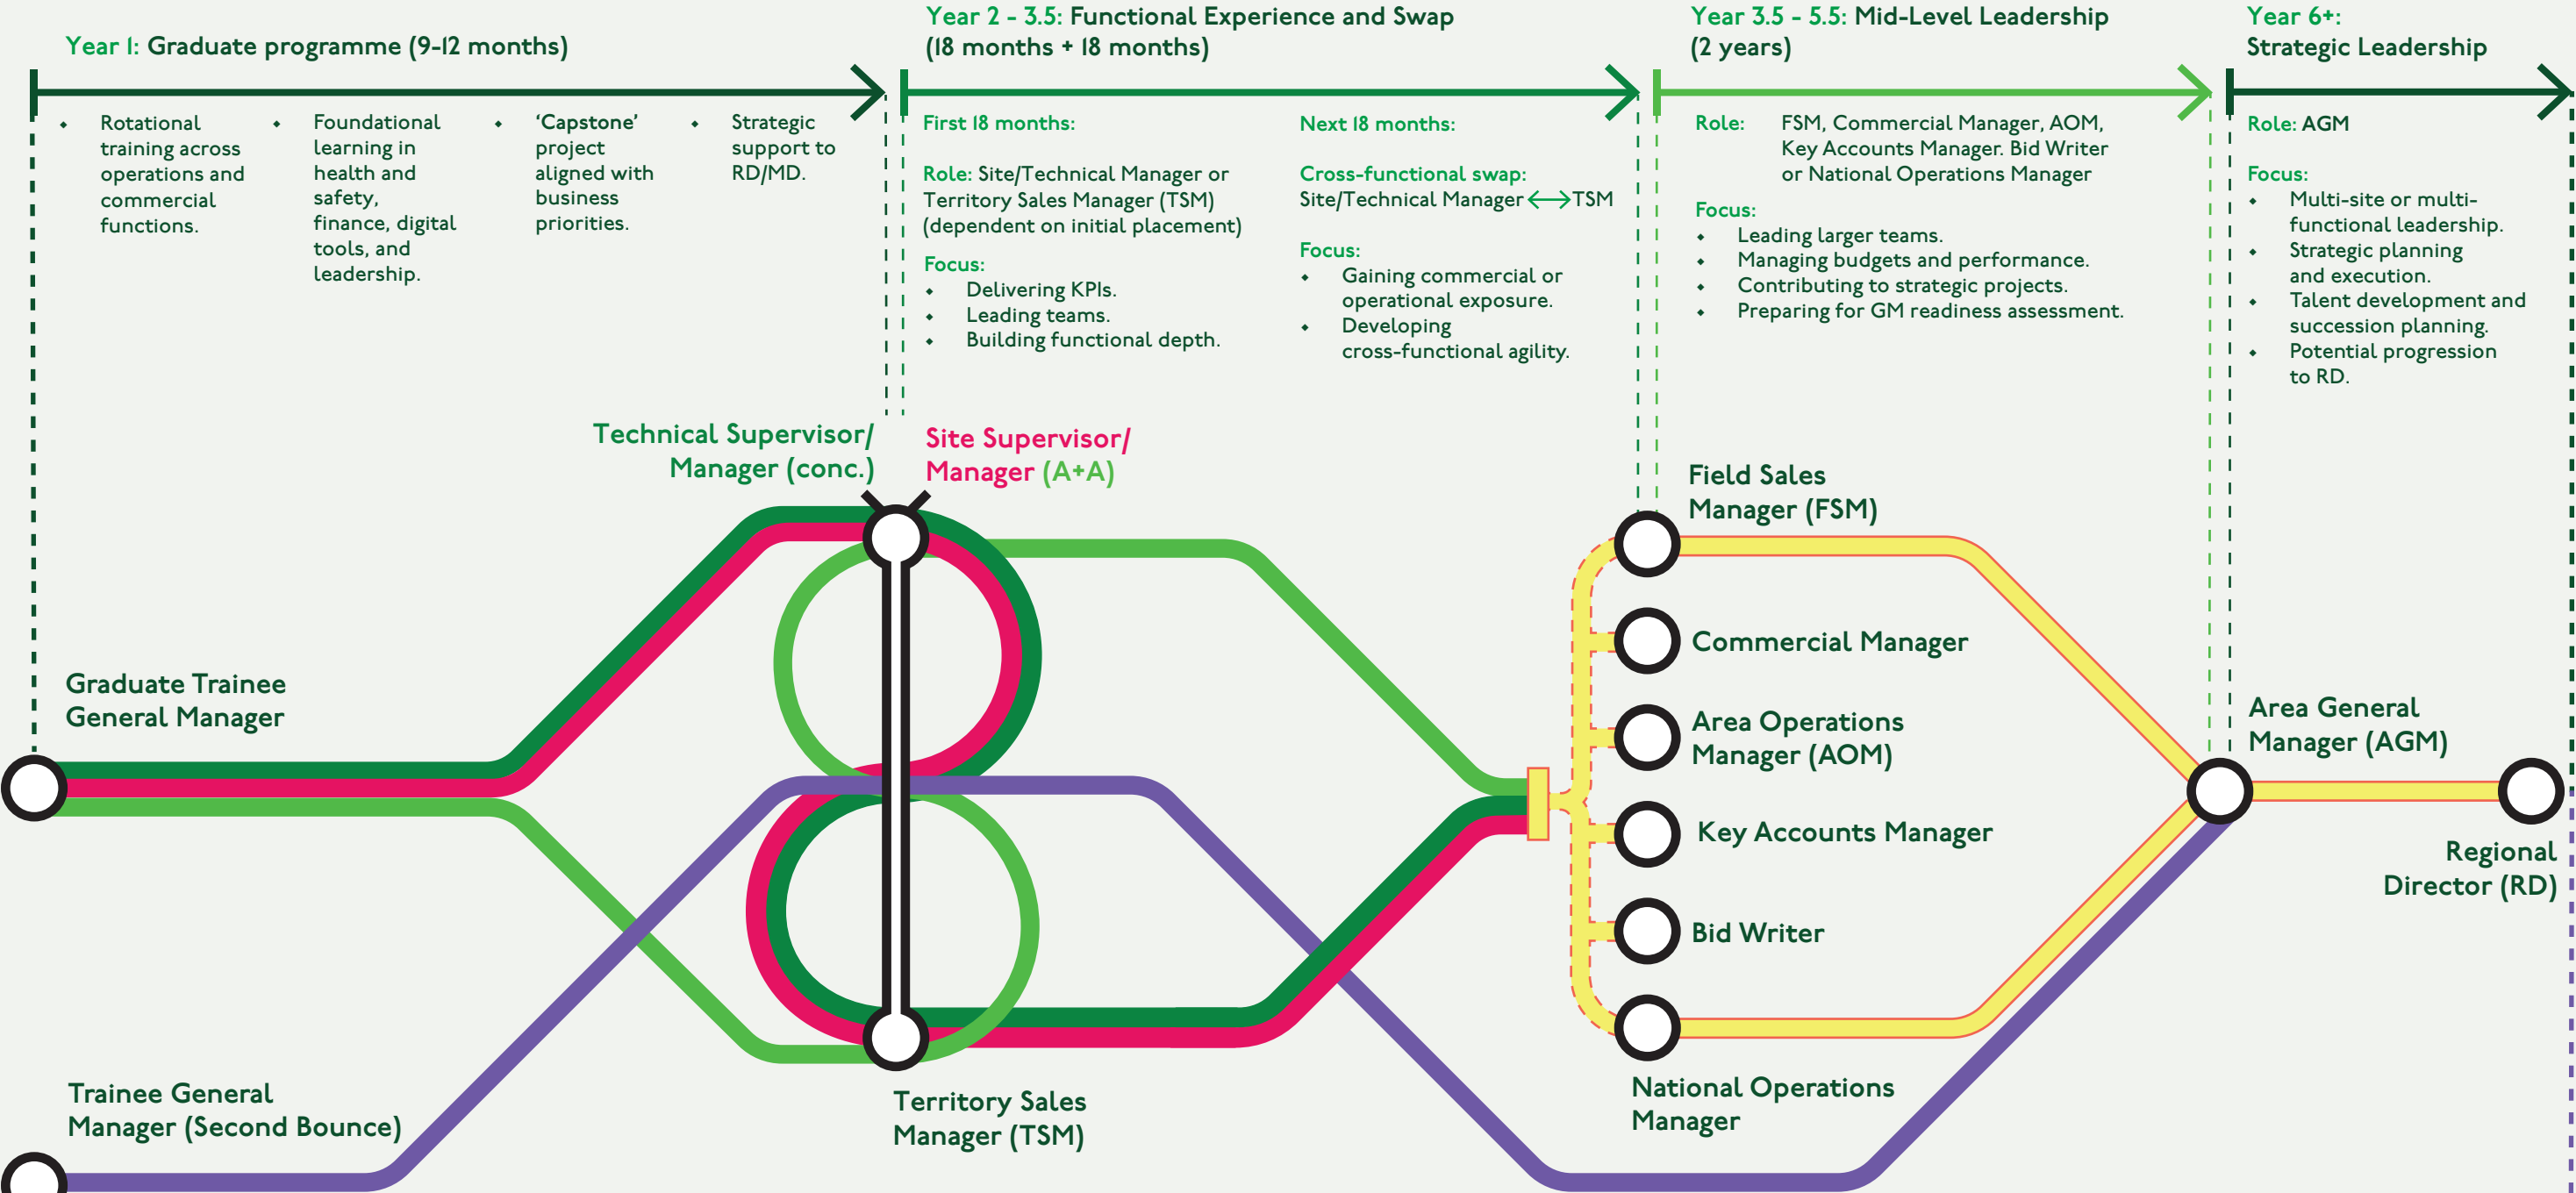 Year 1: Graduate programme (9-12 months)
• Rotational
training across
operations and
commercial
functions.
• Foundational
learning in
health and
safety,
finance, digital
tools, and
leadership.
• ‘Capstone’
project
aligned with
business
priorities.
• Strategic
support to
RD/MD.
Year 2 - 3.5: Functional Experience and Swap
(18 months + 18 months)
First 18 months:
Role: Site/Technical Manager or
Territory Sales Manager (TSM)
(dependent on initial placement)
Focus:
• Delivering KPIs.
• Leading teams.
• Building functional depth.
Next 18 months:
Cross-functional swap:
Site/Technical Manager ⟷ TSM
Focus:
• Gaining commercial or
operational exposure.
• Developing
cross-functional agility.
Year 3.5 - 5.5: Mid-Level Leadership
(2 years)
Role: FSM, Commercial Manager, AOM,
Key Accounts Manager. Bid Writer
or National Operations Manager
Focus:
• Leading larger teams.
• Managing budgets and performance.
• Contributing to strategic projects.
• Preparing for GM readiness assessment.
Year 6+:
Strategic Leadership
Role: AGM
Focus:
• Multi-site or multi-
functional leadership.
• Strategic planning
and execution.
• Talent development and
succession planning.
• Potential progression
to RD.
Technical Supervisor/
Manager (conc.)
Site Supervisor/
Manager (A+A)
Graduate Trainee
General Manager
Trainee General
Manager (Second Bounce)
Territory Sales
Manager (TSM)
Field Sales
Manager (FSM)
Commercial Manager
Area Operations
Manager (AOM)
Key Accounts Manager
Bid Writer
National Operations
Manager
Area General
Manager (AGM)
Regional
Director (RD)